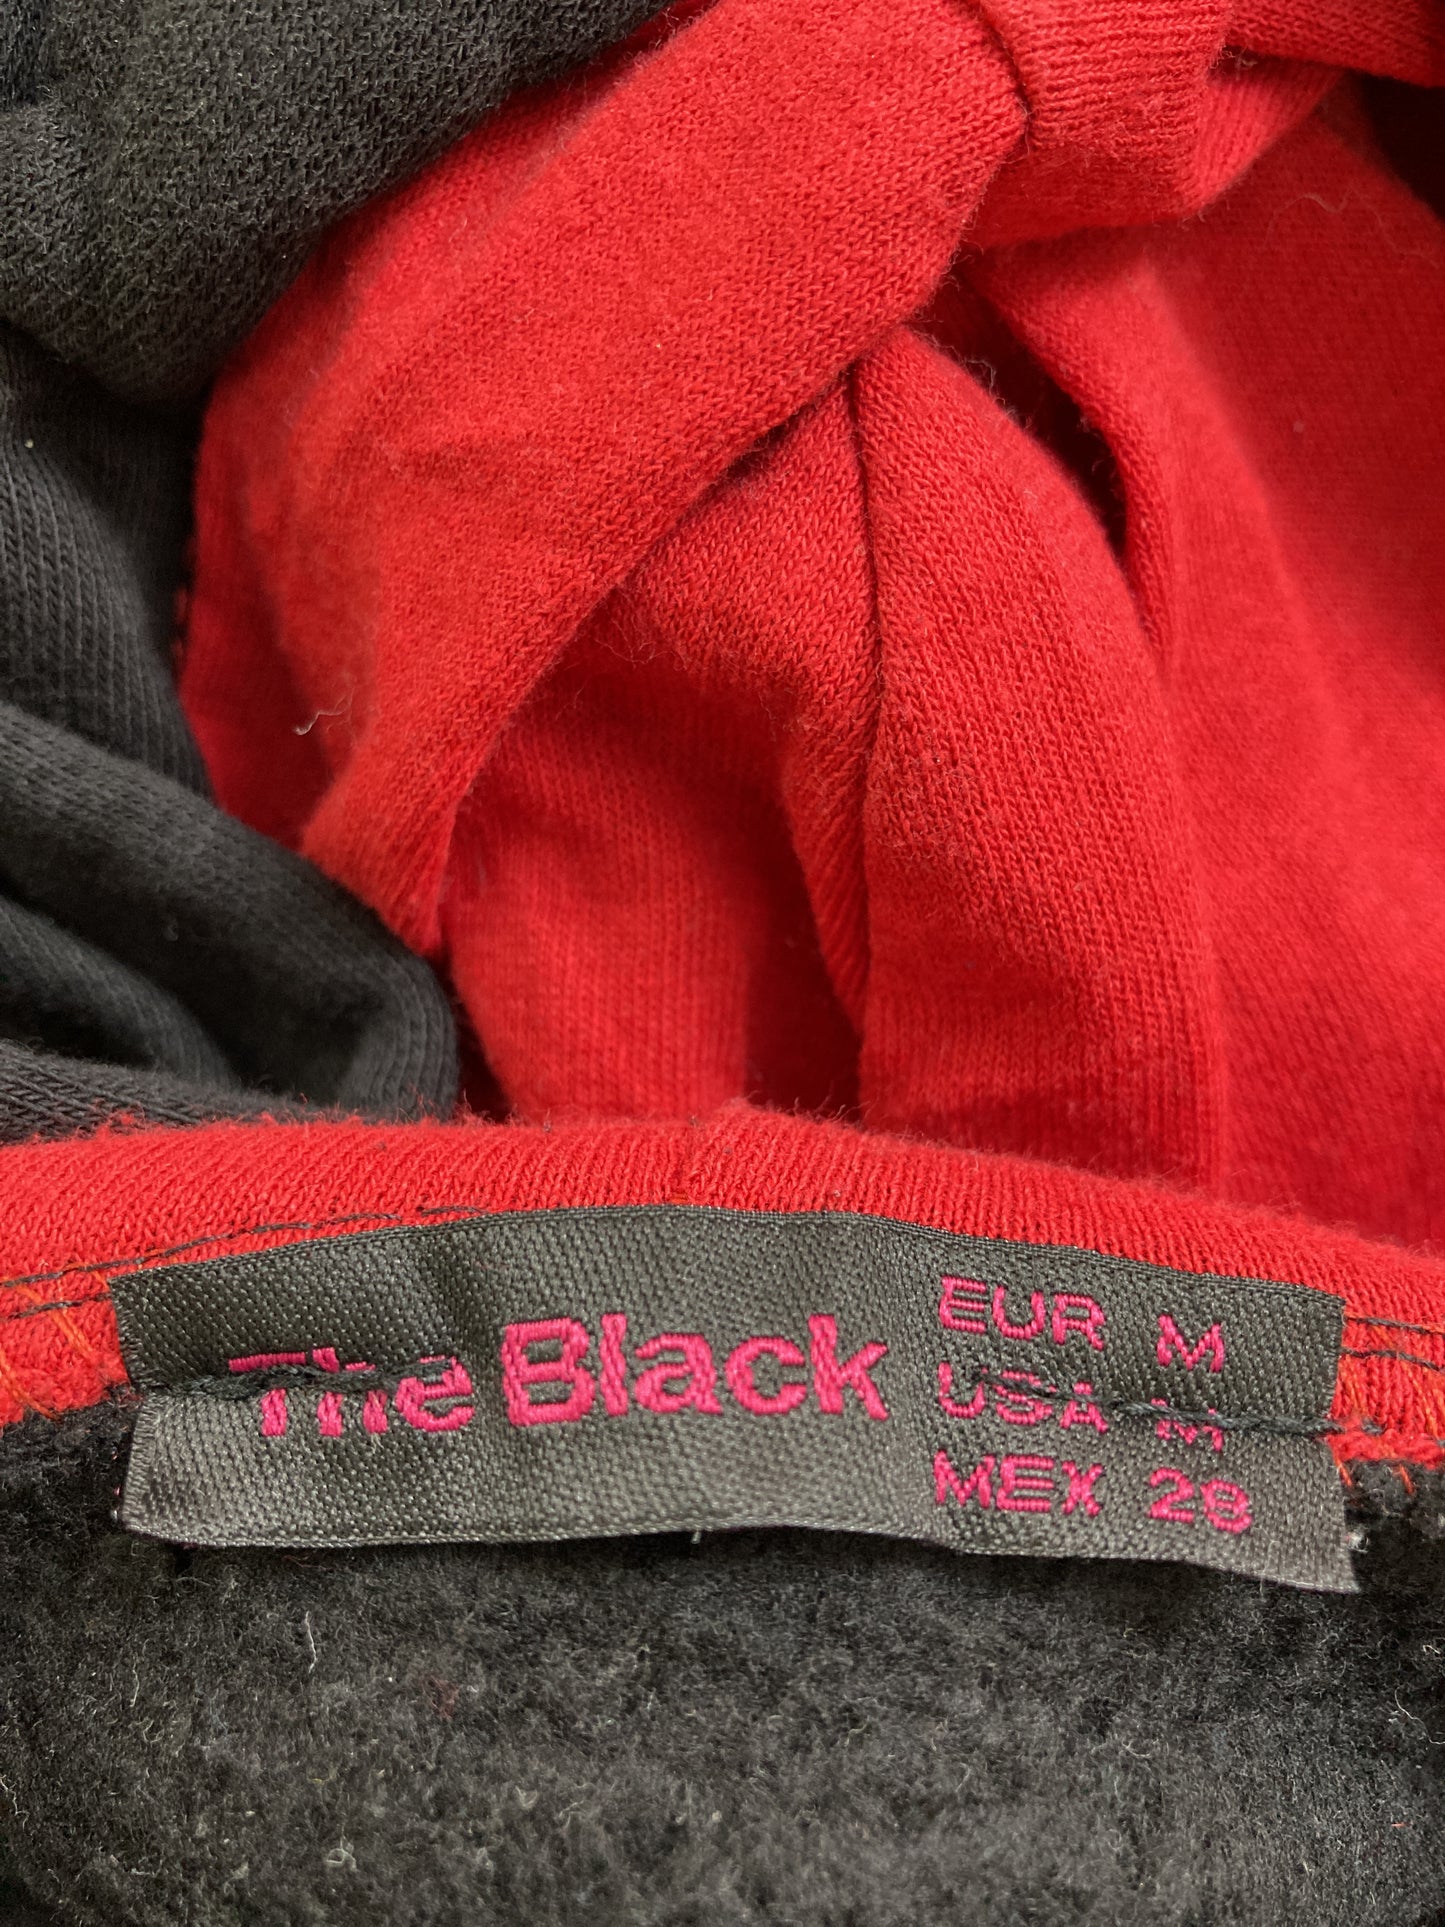 The Black
EUR M
USA M
MEX 28